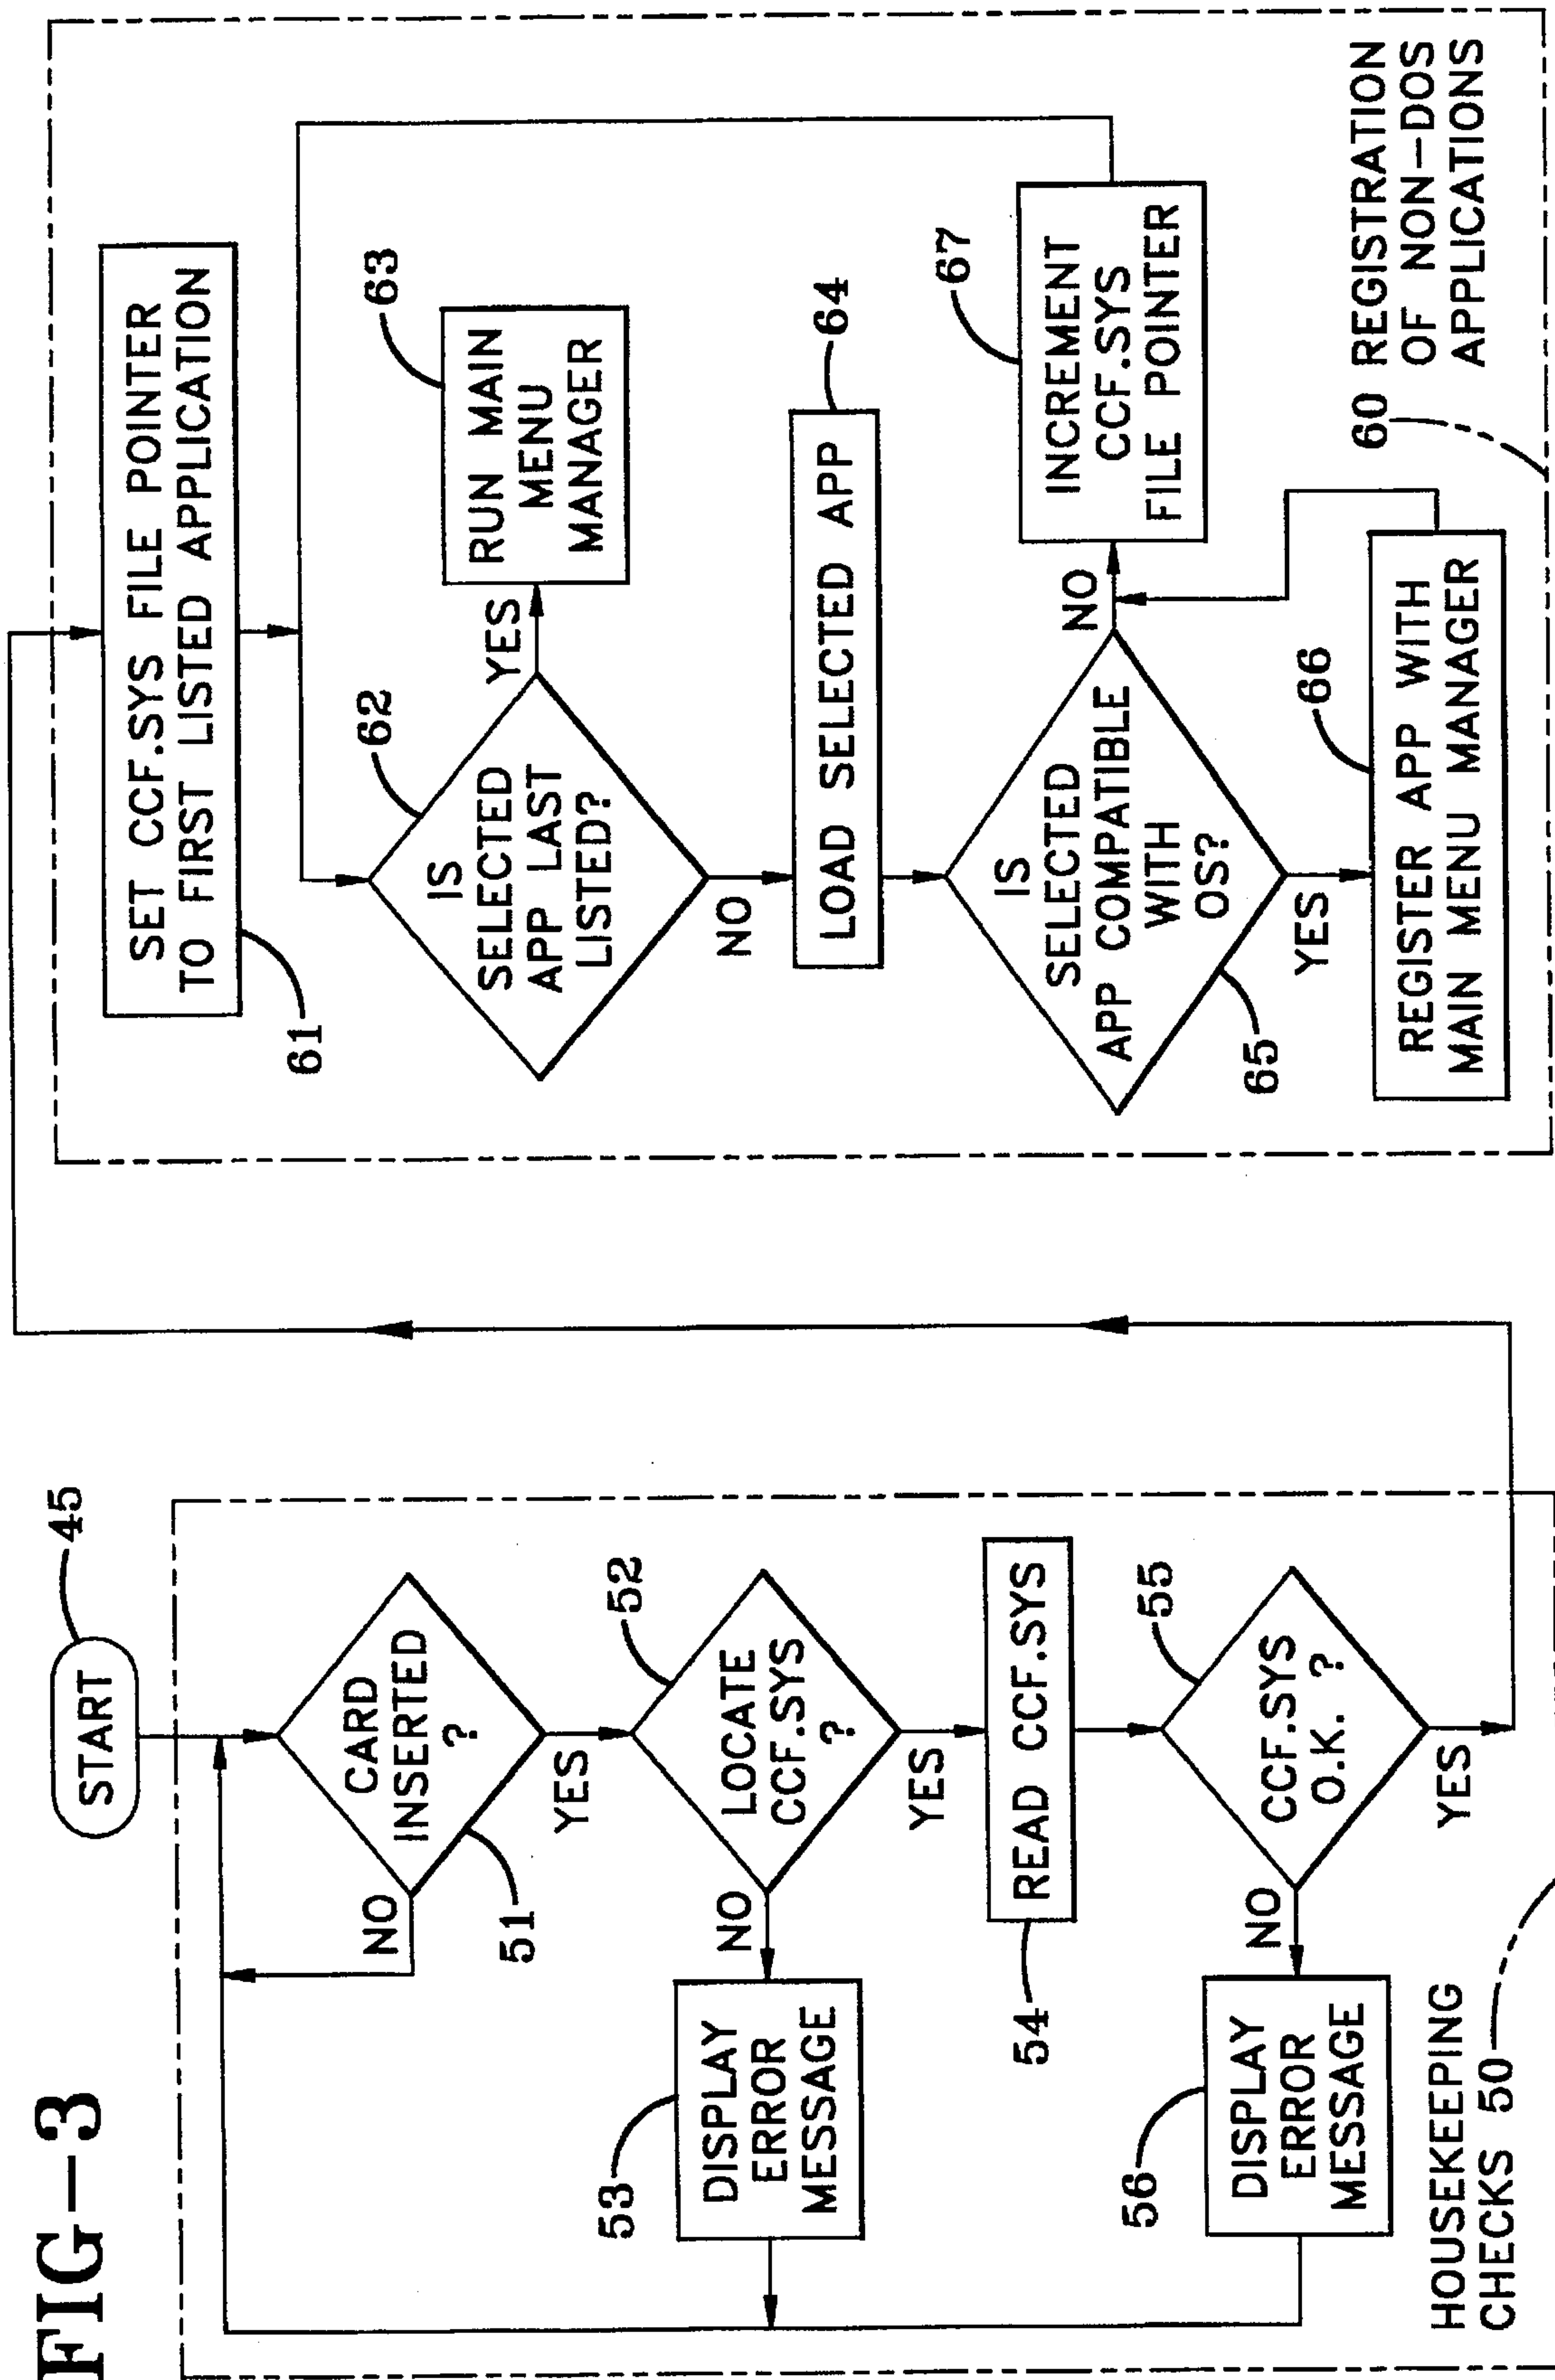 FIG-3
START
45
CARD
INSERTED
?
51
NO
YES
LOCATE
CCF.SYS
?
52
NO
YES
DISPLAY
ERROR
MESSAGE
53
READ CCF.SYS
54
CCF.SYS
O.K. ?
55
NO
YES
DISPLAY
ERROR
MESSAGE
56
HOUSEKEEPING
CHECKS 50
SET CCF.SYS FILE POINTER
TO FIRST LISTED APPLICATION
61
IS
SELECTED
APP LAST
LISTED?
62
YES
NO
RUN MAIN
MENU
MANAGER
63
LOAD SELECTED APP
64
IS
SELECTED
APP COMPATIBLE
WITH
OS?
65
NO
YES
INCREMENT
CCF.SYS
FILE POINTER
67
REGISTER APP WITH
MAIN MENU MANAGER
66
60 REGISTRATION
OF NON-DOS
APPLICATIONS